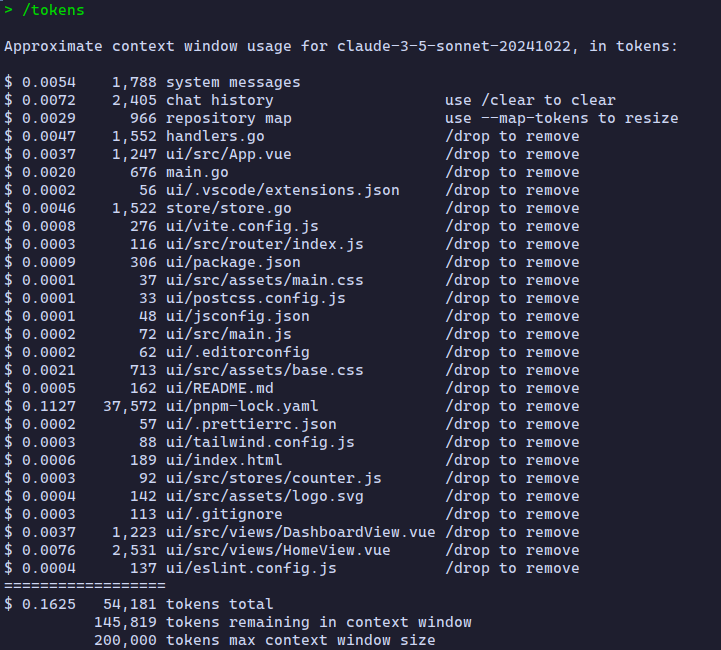 > /tokens
Approximate context window usage for claude-3-5-sonnet-20241022, in tokens:
$ 0.0054    1,788 system messages
$ 0.0072    2,405 chat history                   use /clear to clear
$ 0.0029      966 repository map                 use --map-tokens to resize
$ 0.0047    1,552 handlers.go                    /drop to remove
$ 0.0037    1,247 ui/src/App.vue                 /drop to remove
$ 0.0020      676 main.go                        /drop to remove
$ 0.0002       56 ui/.vscode/extensions.json     /drop to remove
$ 0.0046    1,522 store/store.go                 /drop to remove
$ 0.0008      276 ui/vite.config.js              /drop to remove
$ 0.0003      116 ui/src/router/index.js         /drop to remove
$ 0.0009      306 ui/package.json                /drop to remove
$ 0.0001       37 ui/src/assets/main.css         /drop to remove
$ 0.0001       33 ui/postcss.config.js           /drop to remove
$ 0.0001       48 ui/jsconfig.json               /drop to remove
$ 0.0002       72 ui/src/main.js                 /drop to remove
$ 0.0002       62 ui/.editorconfig               /drop to remove
$ 0.0021      713 ui/src/assets/base.css         /drop to remove
$ 0.0005      162 ui/README.md                   /drop to remove
$ 0.1127   37,572 ui/pnpm-lock.yaml              /drop to remove
$ 0.0002       57 ui/.prettierrc.json            /drop to remove
$ 0.0003       88 ui/tailwind.config.js          /drop to remove
$ 0.0006      189 ui/index.html                  /drop to remove
$ 0.0003       92 ui/src/stores/counter.js       /drop to remove
$ 0.0004      142 ui/src/assets/logo.svg         /drop to remove
$ 0.0003      113 ui/.gitignore                  /drop to remove
$ 0.0037    1,223 ui/src/views/DashboardView.vue /drop to remove
$ 0.0076    2,531 ui/src/views/HomeView.vue      /drop to remove
$ 0.0004      137 ui/eslint.config.js            /drop to remove
==================
$ 0.1625   54,181 tokens total
          145,819 tokens remaining in context window
          200,000 tokens max context window size